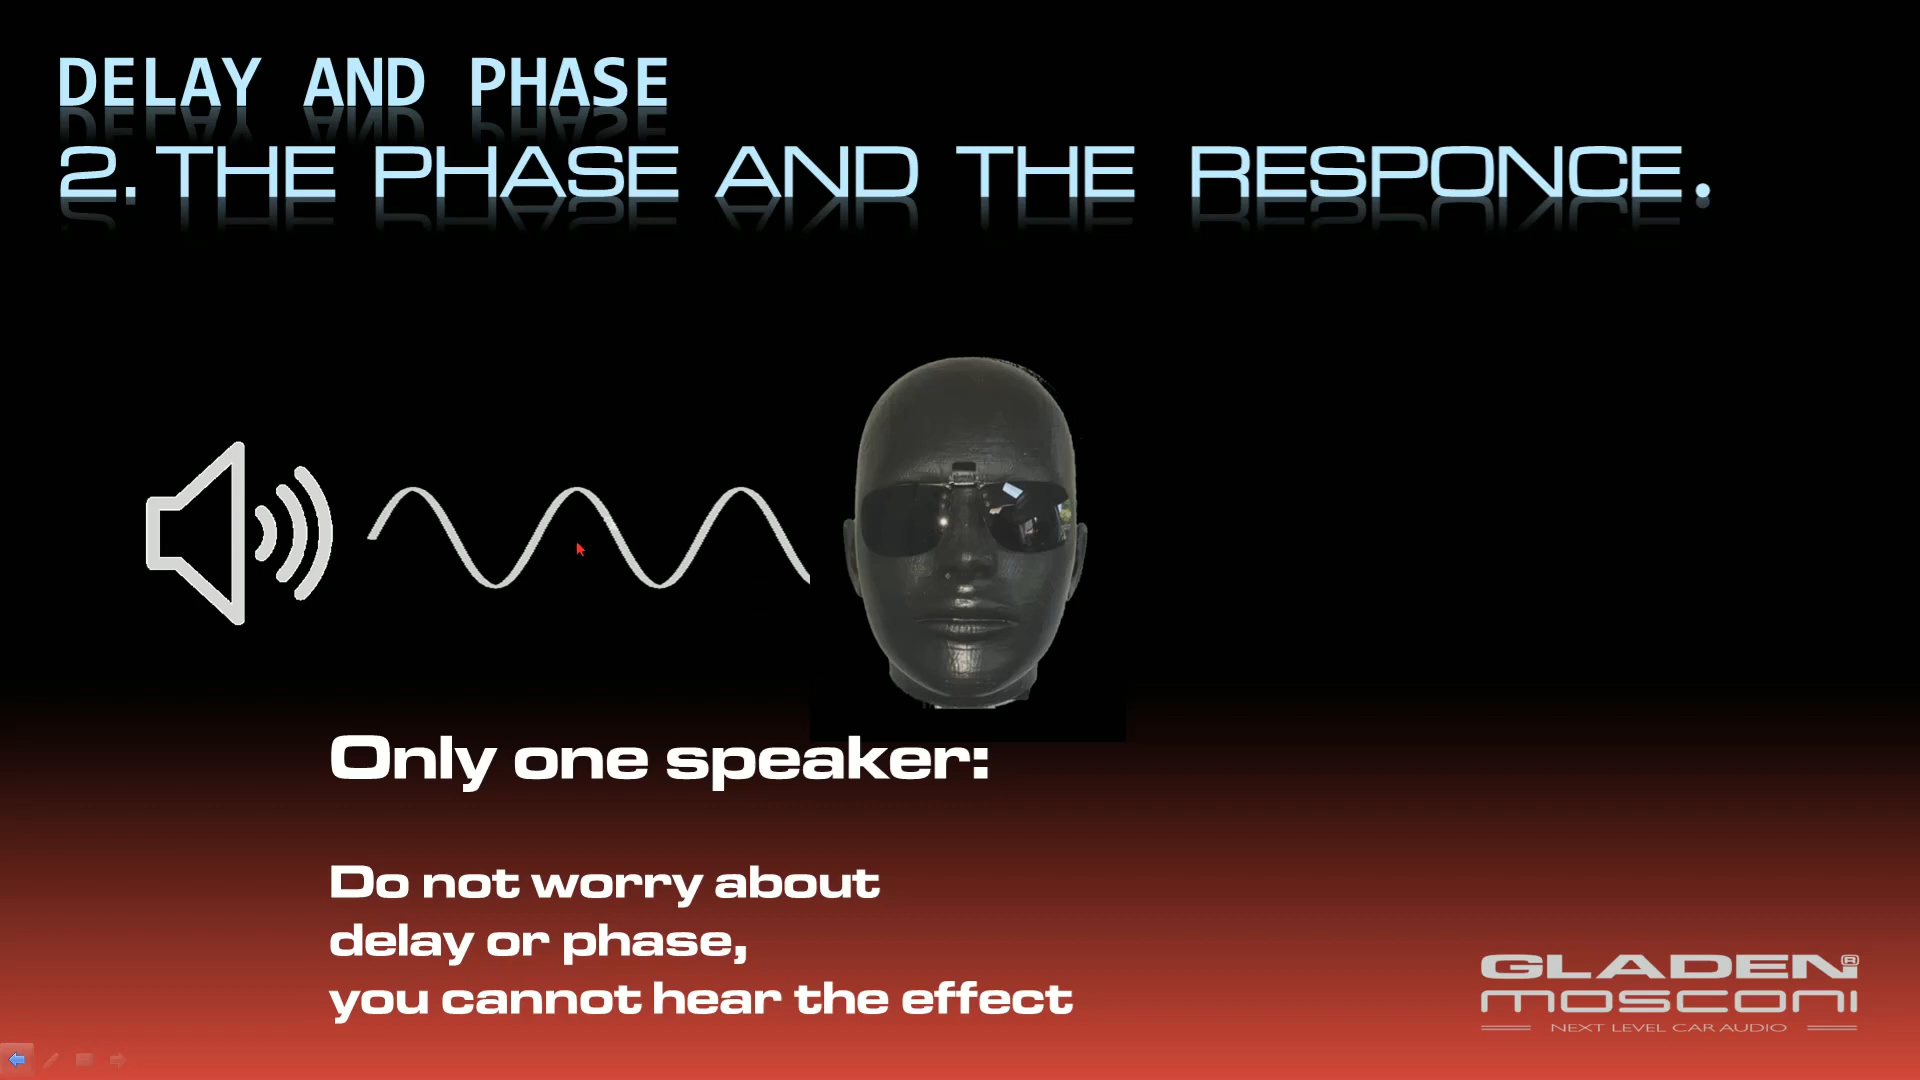 DELAY AND PHASE
2. THE PHASE AND THE RESPONCE.
Only one speaker:
Do not worry about
delay or phase,
you cannot hear the effect
GLADEN®
MOSCONI
NEXT LEVEL CAR AUDIO